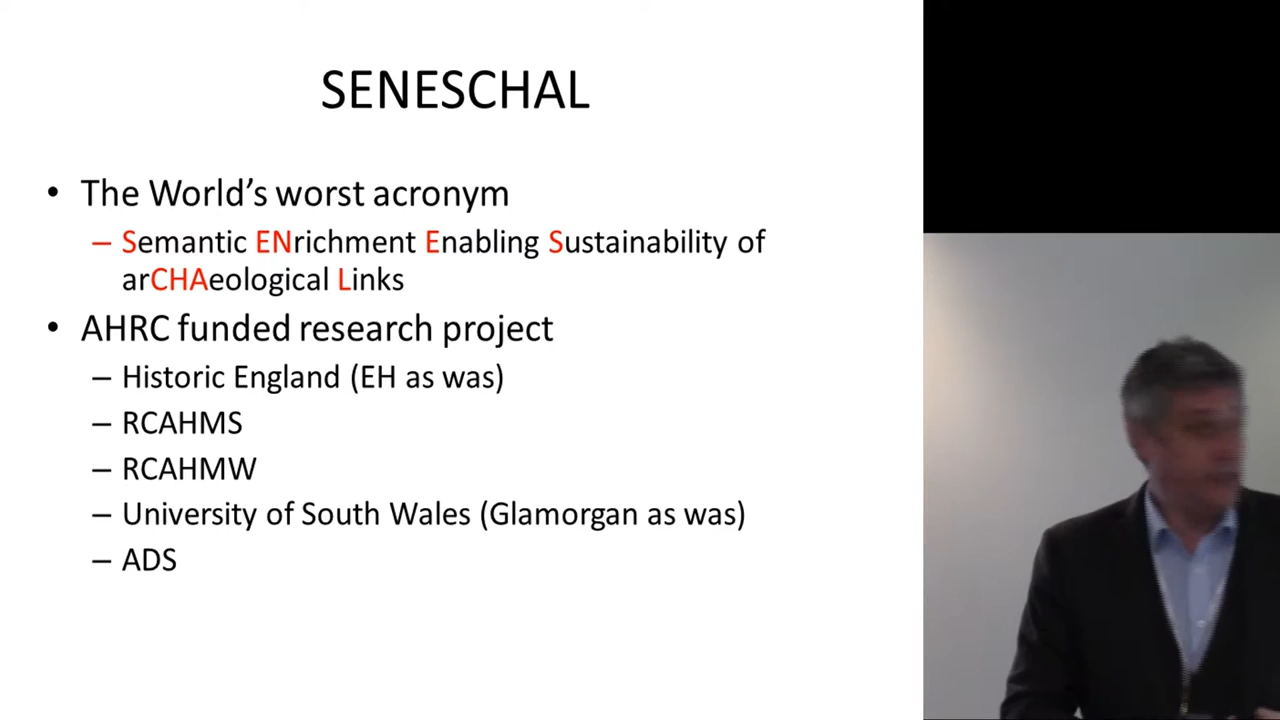 SENESCHAL
• The World's worst acronym
– Semantic ENrichment Enabling Sustainability of
arCHAeological Links
• AHRC funded research project
– Historic England (EH as was)
– RCAHMS
– RCAHMW
– University of South Wales (Glamorgan as was)
– ADS